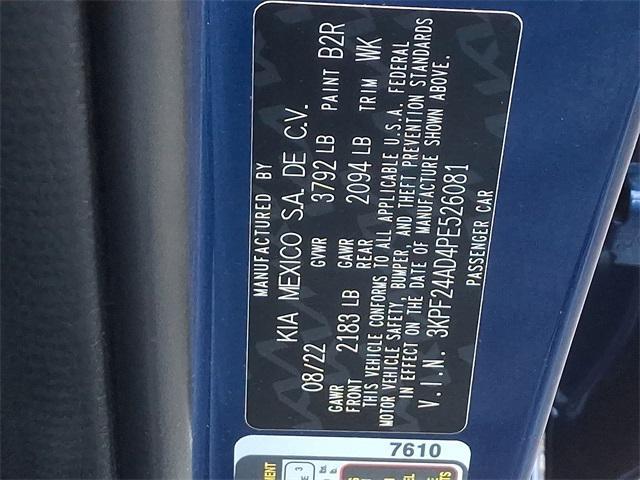 MANUFACTURED BY
KIA MEXICO S.A. DE C.V.
08/22 GVWR 3792 LB PAINT B2R
GAWR FRONT 2183 LB GAWR REAR 2094 LB TRIM WK
THIS VEHICLE CONFORMS TO ALL APPLICABLE U.S.A. FEDERAL
MOTOR VEHICLE SAFETY, BUMPER, AND THEFT PREVENTION STANDARDS
IN EFFECT ON THE DATE OF MANUFACTURE SHOWN ABOVE.
V.I.N. 3KPF24AD4PE526081
PASSENGER CAR
7610